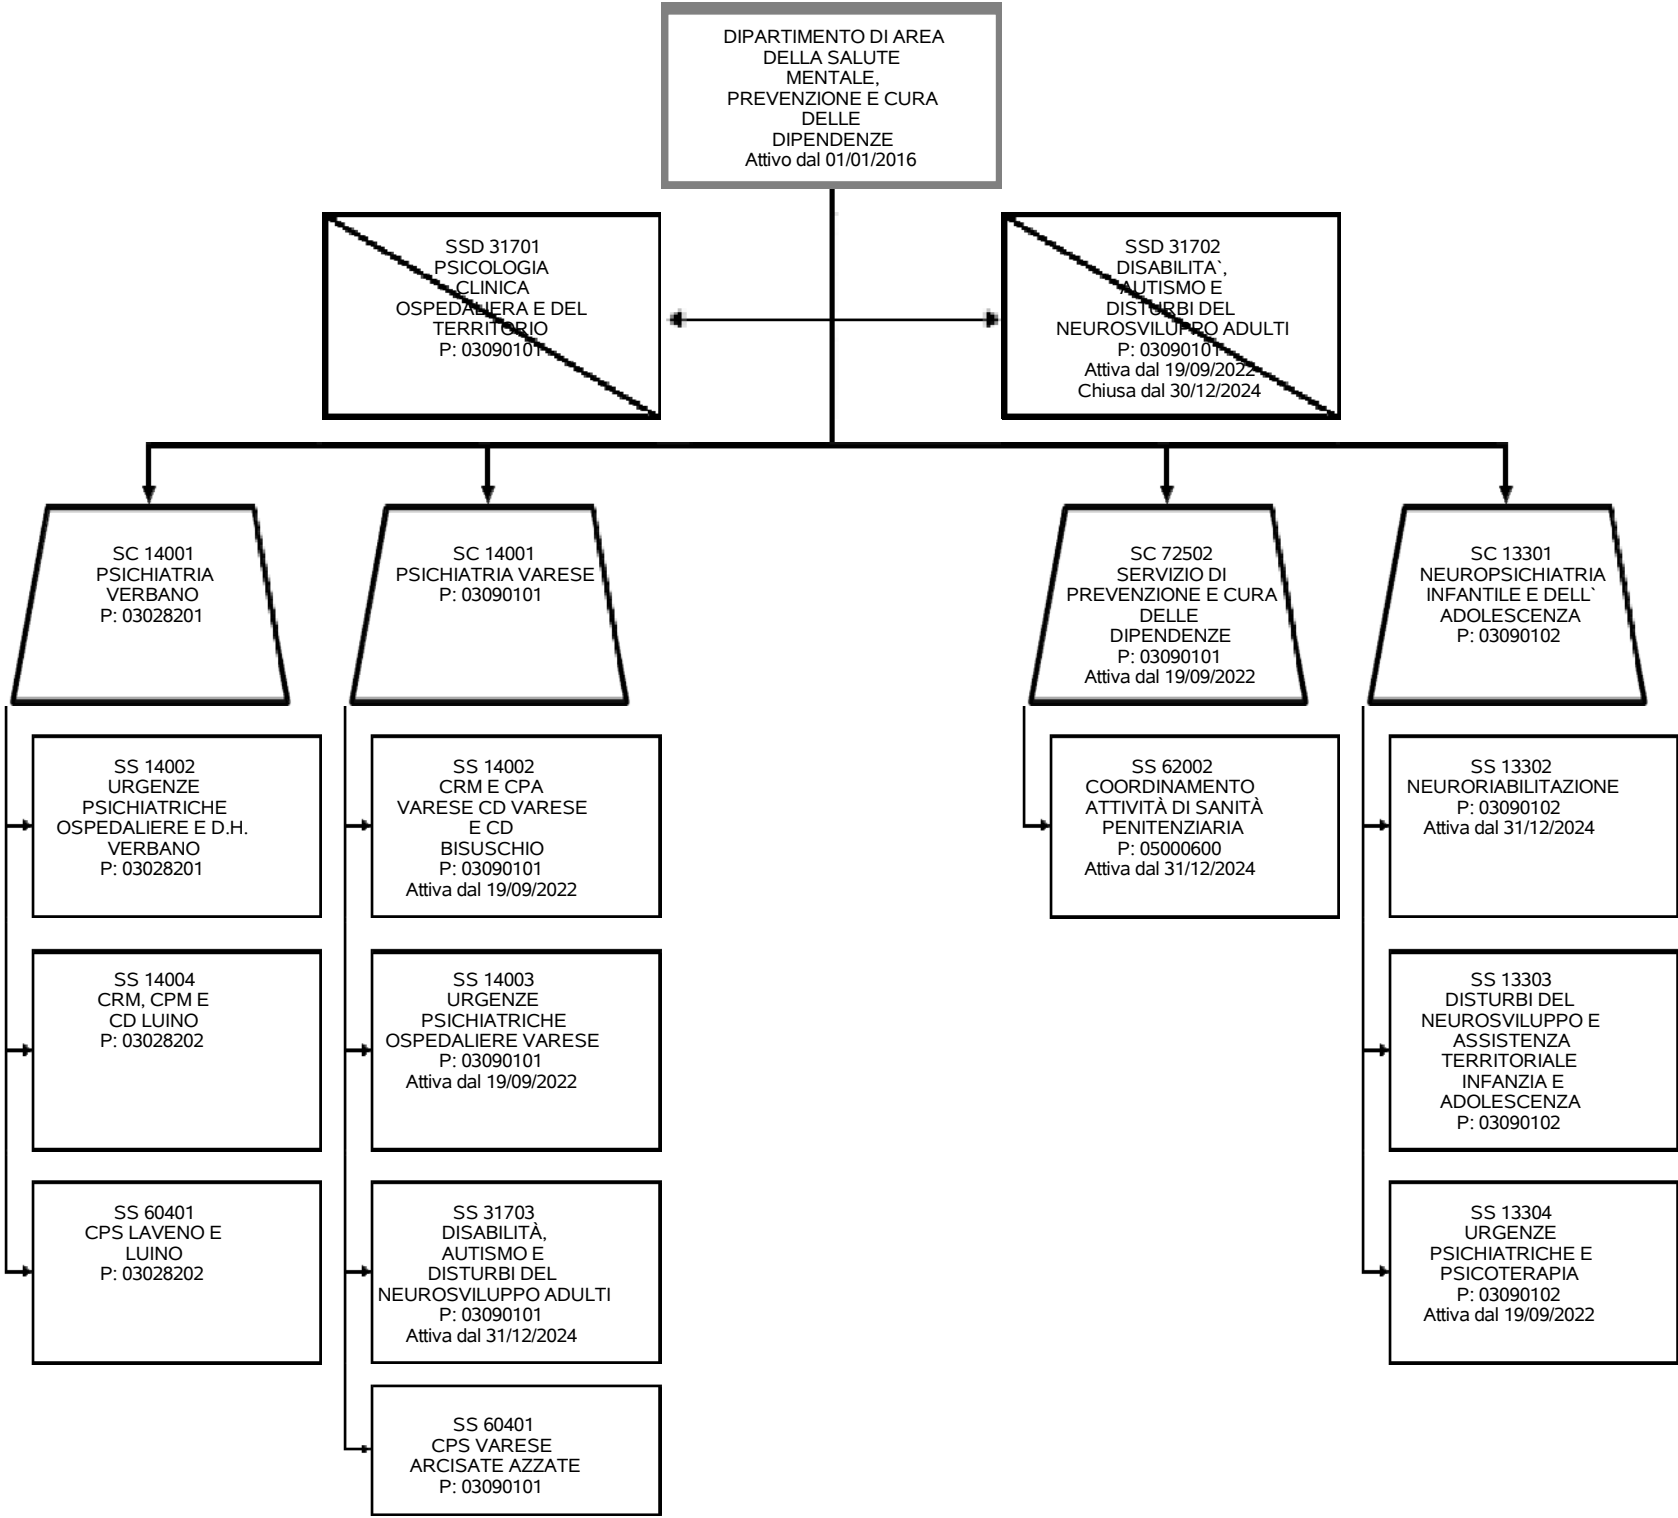 DIPARTIMENTO DI AREA
DELLA SALUTE
MENTALE,
PREVENZIONE E CURA
DELLE
DIPENDENZE
Attivo dal 01/01/2016
SSD 31701
PSICOLOGIA
CLINICA
OSPEDALIERA E DEL
TERRITORIO
P: 03090101
SSD 31702
DISABILITA`,
AUTISMO E
DISTURBI DEL
NEUROSVILUPPO ADULTI
P: 03090101
Attiva dal 19/09/2022
Chiusa dal 30/12/2024
SC 14001
PSICHIATRIA
VERBANO
P: 03028201
SC 14001
PSICHIATRIA VARESE
P: 03090101
SC 72502
SERVIZIO DI
PREVENZIONE E CURA
DELLE
DIPENDENZE
P: 03090101
Attiva dal 19/09/2022
SC 13301
NEUROPSICHIATRIA
INFANTILE E DELL`
ADOLESCENZA
P: 03090102
SS 14002
URGENZE
PSICHIATRICHE
OSPEDALIERE E D.H.
VERBANO
P: 03028201
SS 14002
CRM E CPA
VARESE CD VARESE
E CD
BISUSCHIO
P: 03090101
Attiva dal 19/09/2022
SS 62002
COORDINAMENTO
ATTIVITÀ DI SANITÀ
PENITENZIARIA
P: 05000600
Attiva dal 31/12/2024
SS 13302
NEURORIABILITAZIONE
P: 03090102
Attiva dal 31/12/2024
SS 14004
CRM, CPM E
CD LUINO
P: 03028202
SS 14003
URGENZE
PSICHIATRICHE
OSPEDALIERE VARESE
P: 03090101
Attiva dal 19/09/2022
SS 13303
DISTURBI DEL
NEUROSVILUPPO E
ASSISTENZA
TERRITORIALE
INFANZIA E
ADOLESCENZA
P: 03090102
SS 60401
CPS LAVENO E
LUINO
P: 03028202
SS 31703
DISABILITÀ,
AUTISMO E
DISTURBI DEL
NEUROSVILUPPO ADULTI
P: 03090101
Attiva dal 31/12/2024
SS 13304
URGENZE
PSICHIATRICHE E
PSICOTERAPIA
P: 03090102
Attiva dal 19/09/2022
SS 60401
CPS VARESE
ARCISATE AZZATE
P: 03090101